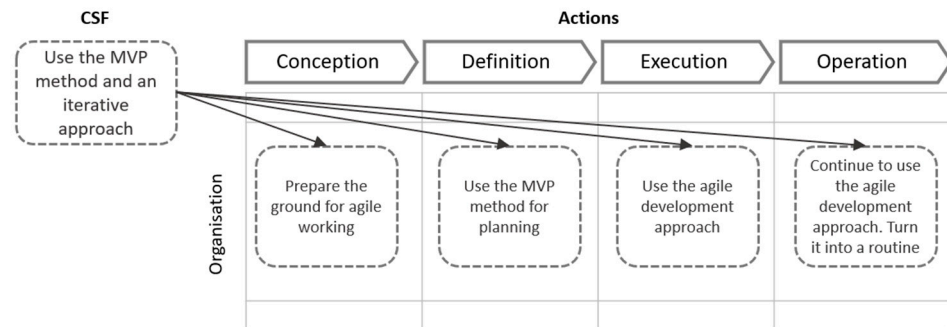 CSF
Actions
Use the MVP
method and an
iterative
approach
Conception
Definition
Execution
Operation
Organisation
Prepare the
ground for agile
working
Use the MVP
method for
planning
Use the agile
development
approach
Continue to use
the agile
development
approach. Turn
it into a routine